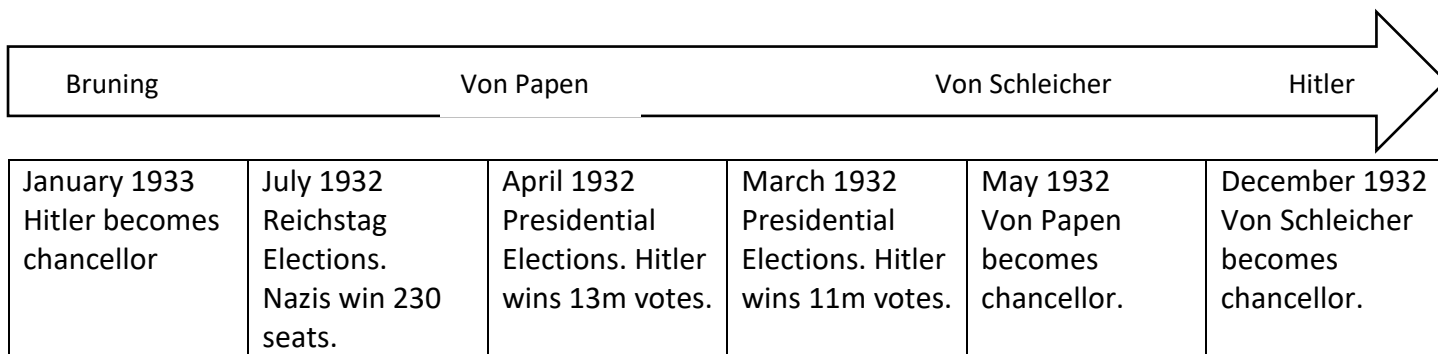 Bruning Von Papen Von Schleicher Hitler
January 1933
Hitler becomes
chancellor
July 1932
Reichstag
Elections.
Nazis win 230
seats.
April 1932
Presidential
Elections. Hitler
wins 13m votes.
March 1932
Presidential
Elections. Hitler
wins 11m votes.
May 1932
Von Papen
becomes
chancellor.
December 1932
Von Schleicher
becomes
chancellor.